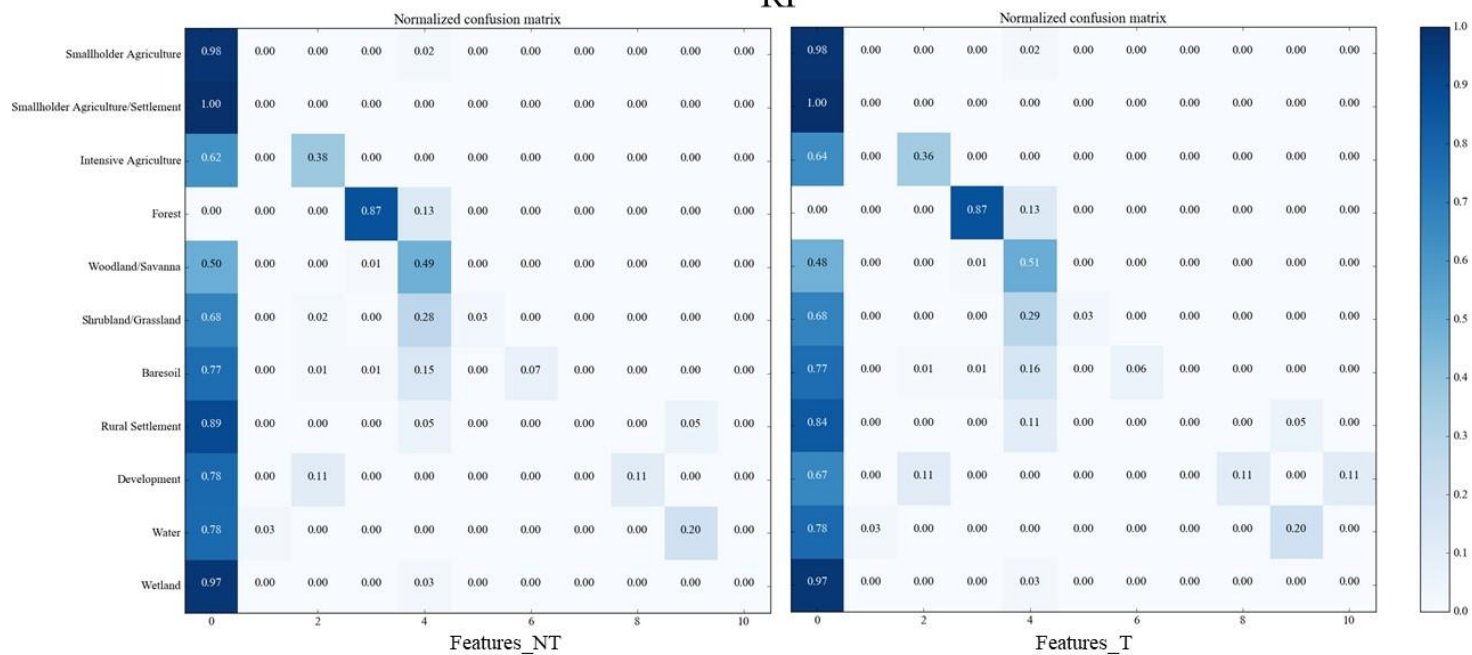 Normalized confusion matrix
Smallholder Agriculture 0.98 0.00 0.00 0.00 0.02 0.00 0.00 0.00 0.00 0.00 0.00
Smallholder Agriculture/Settlement 1.00 0.00 0.00 0.00 0.00 0.00 0.00 0.00 0.00 0.00 0.00
Intensive Agriculture 0.62 0.00 0.38 0.00 0.00 0.00 0.00 0.00 0.00 0.00 0.00
Forest 0.00 0.00 0.00 0.87 0.13 0.00 0.00 0.00 0.00 0.00 0.00
Woodland/Savanna 0.50 0.00 0.00 0.01 0.49 0.00 0.00 0.00 0.00 0.00 0.00
Shrubland/Grassland 0.68 0.00 0.02 0.00 0.28 0.03 0.00 0.00 0.00 0.00 0.00
Baresoil 0.77 0.00 0.01 0.01 0.15 0.00 0.07 0.00 0.00 0.00 0.00
Rural Settlement 0.89 0.00 0.00 0.00 0.05 0.00 0.00 0.00 0.00 0.05 0.00
Development 0.78 0.00 0.11 0.00 0.00 0.00 0.00 0.00 0.11 0.00 0.00
Water 0.78 0.03 0.00 0.00 0.00 0.00 0.00 0.00 0.00 0.20 0.00
Wetland 0.97 0.00 0.00 0.00 0.03 0.00 0.00 0.00 0.00 0.00 0.00
0 2 4 6 8 10
Features_NT
Normalized confusion matrix
0.98 0.00 0.00 0.00 0.02 0.00 0.00 0.00 0.00 0.00 0.00
1.00 0.00 0.00 0.00 0.00 0.00 0.00 0.00 0.00 0.00 0.00
0.64 0.00 0.36 0.00 0.00 0.00 0.00 0.00 0.00 0.00 0.00
0.00 0.00 0.00 0.87 0.13 0.00 0.00 0.00 0.00 0.00 0.00
0.48 0.00 0.00 0.01 0.51 0.00 0.00 0.00 0.00 0.00 0.00
0.68 0.00 0.00 0.00 0.29 0.03 0.00 0.00 0.00 0.00 0.00
0.77 0.00 0.01 0.01 0.16 0.00 0.06 0.00 0.00 0.00 0.00
0.84 0.00 0.00 0.00 0.11 0.00 0.00 0.00 0.00 0.05 0.00
0.67 0.00 0.11 0.00 0.00 0.00 0.00 0.00 0.11 0.00 0.11
0.78 0.03 0.00 0.00 0.00 0.00 0.00 0.00 0.00 0.20 0.00
0.97 0.00 0.00 0.00 0.03 0.00 0.00 0.00 0.00 0.00 0.00
0 2 4 6 8 10
Features_T
1.0
0.9
0.8
0.7
0.6
0.5
0.4
0.3
0.2
0.1
0.0